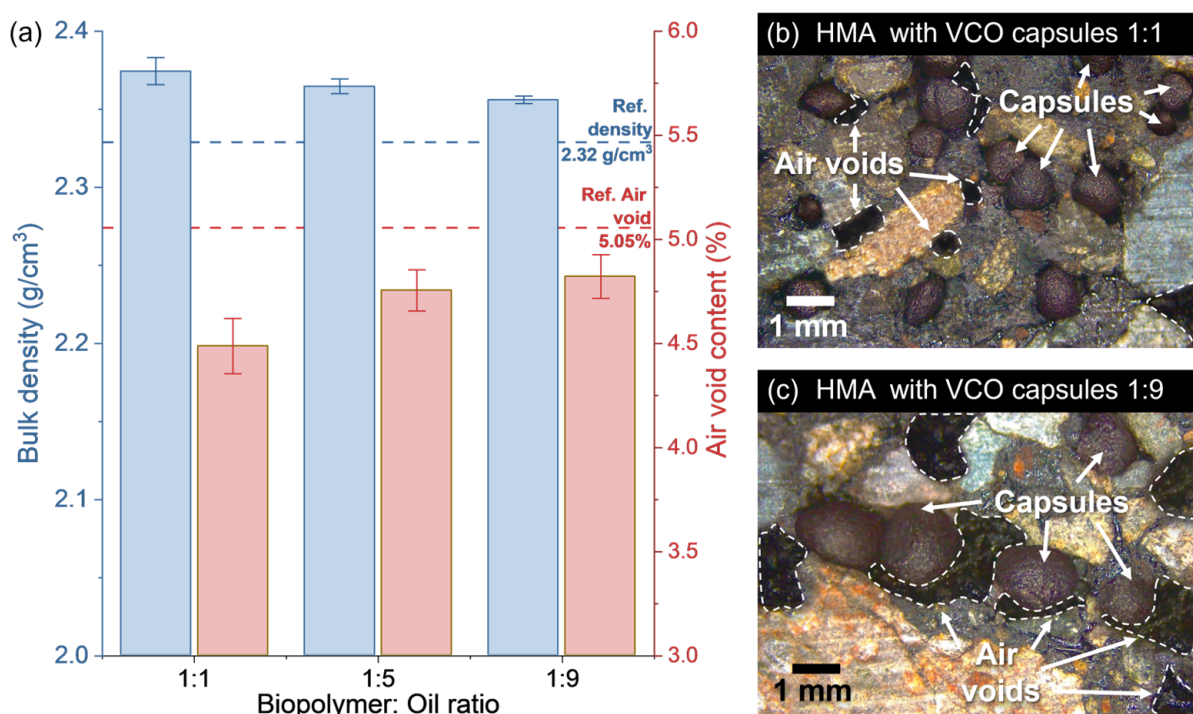 (a)
2.4
2.3
2.2
2.1
2.0
Bulk density (g/cm³)
Ref.
density
2.32 g/cm³
Ref. Air
void
5.05%
6.0
5.5
5.0
4.5
4.0
3.5
3.0
Air void content (%)
1:1
1:5
1:9
Biopolymer: Oil ratio
(b) HMA with VCO capsules 1:1
Capsules
Air voids
1 mm
(c) HMA with VCO capsules 1:9
Capsules
Air
voids
1 mm